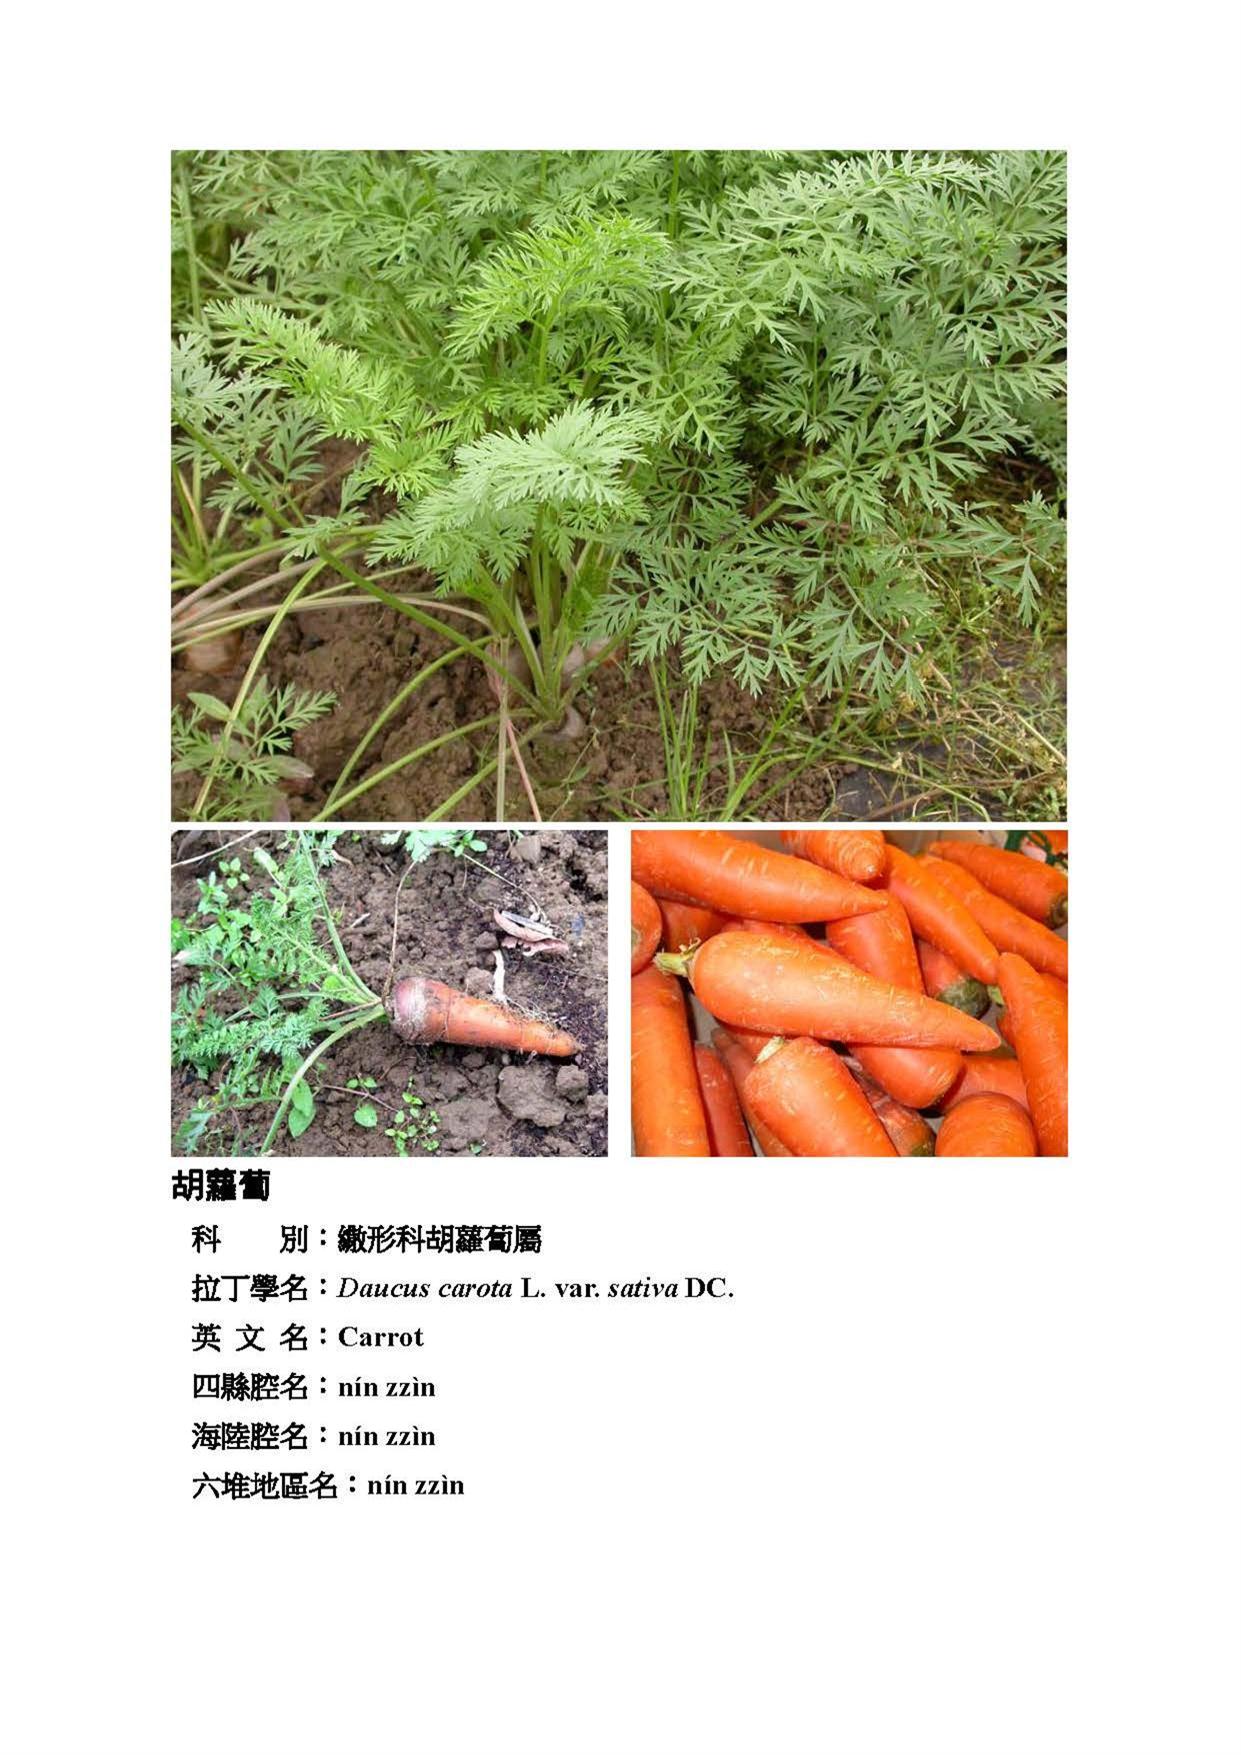 胡蘿蔔
科　　別：繖形科胡蘿蔔屬
拉丁學名：Daucus carota L. var. sativa DC.
英 文 名：Carrot
四縣腔名：nín zzìn
海陸腔名：nín zzìn
六堆地區名：nín zzìn